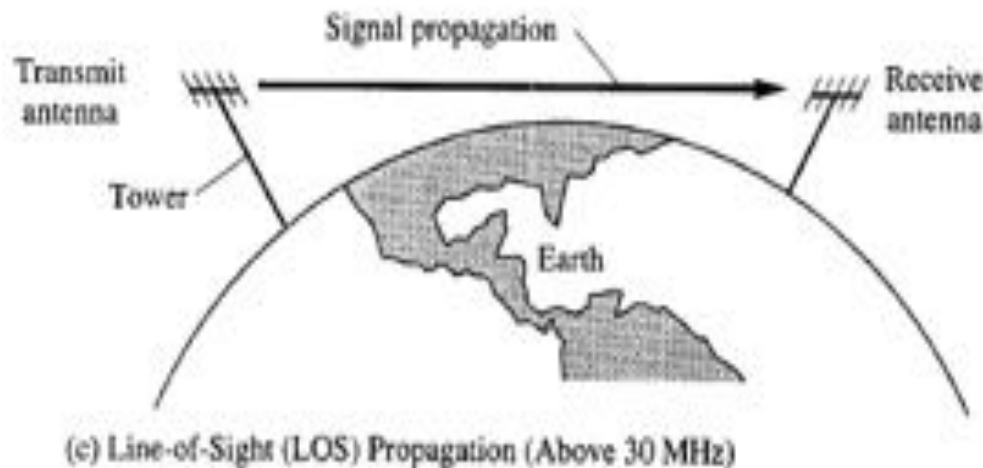 Signal propagation
Transmit
antenna
Receive
antenna
Tower
Earth
(c) Line-of-Sight (LOS) Propagation (Above 30 MHz)